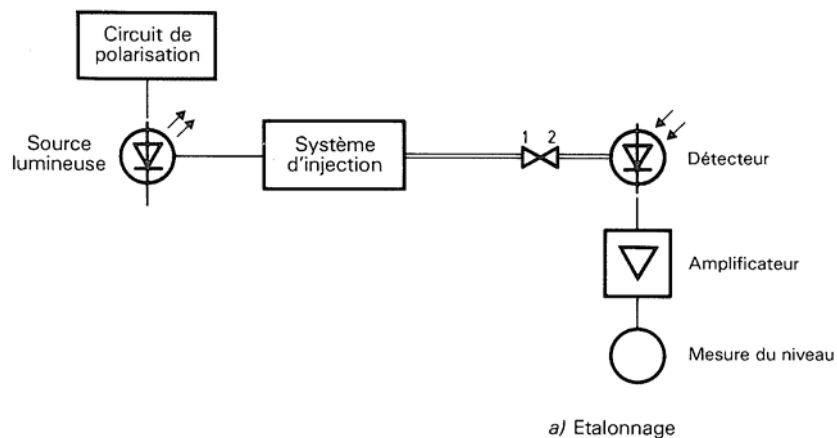 Circuit de
polarisation
Source
lumineuse
Système
d'injection
1 2
Détecteur
Amplificateur
Mesure du niveau
a) Etalonnage